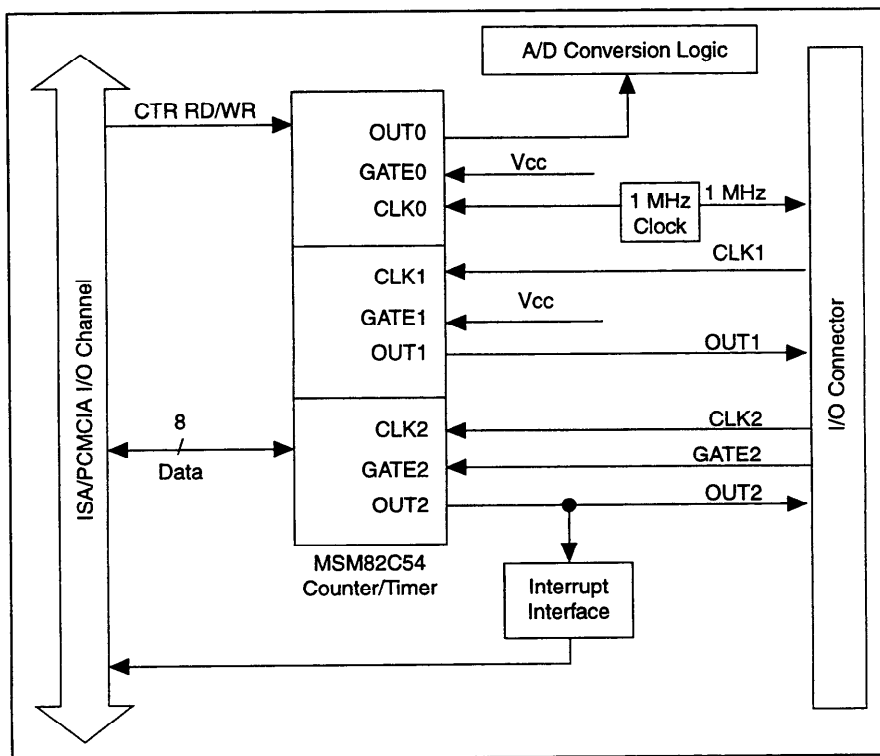 A/D Conversion Logic
CTR RD/WR
OUT0
GATE0
Vcc
CLK0
1 MHz
Clock
1 MHz
CLK1
CLK1
GATE1
Vcc
OUT1
OUT1
ISA/PCMCIA I/O Channel
I/O Connector
8
Data
CLK2
CLK2
GATE2
GATE2
OUT2
OUT2
MSM82C54
Counter/Timer
Interrupt
Interface